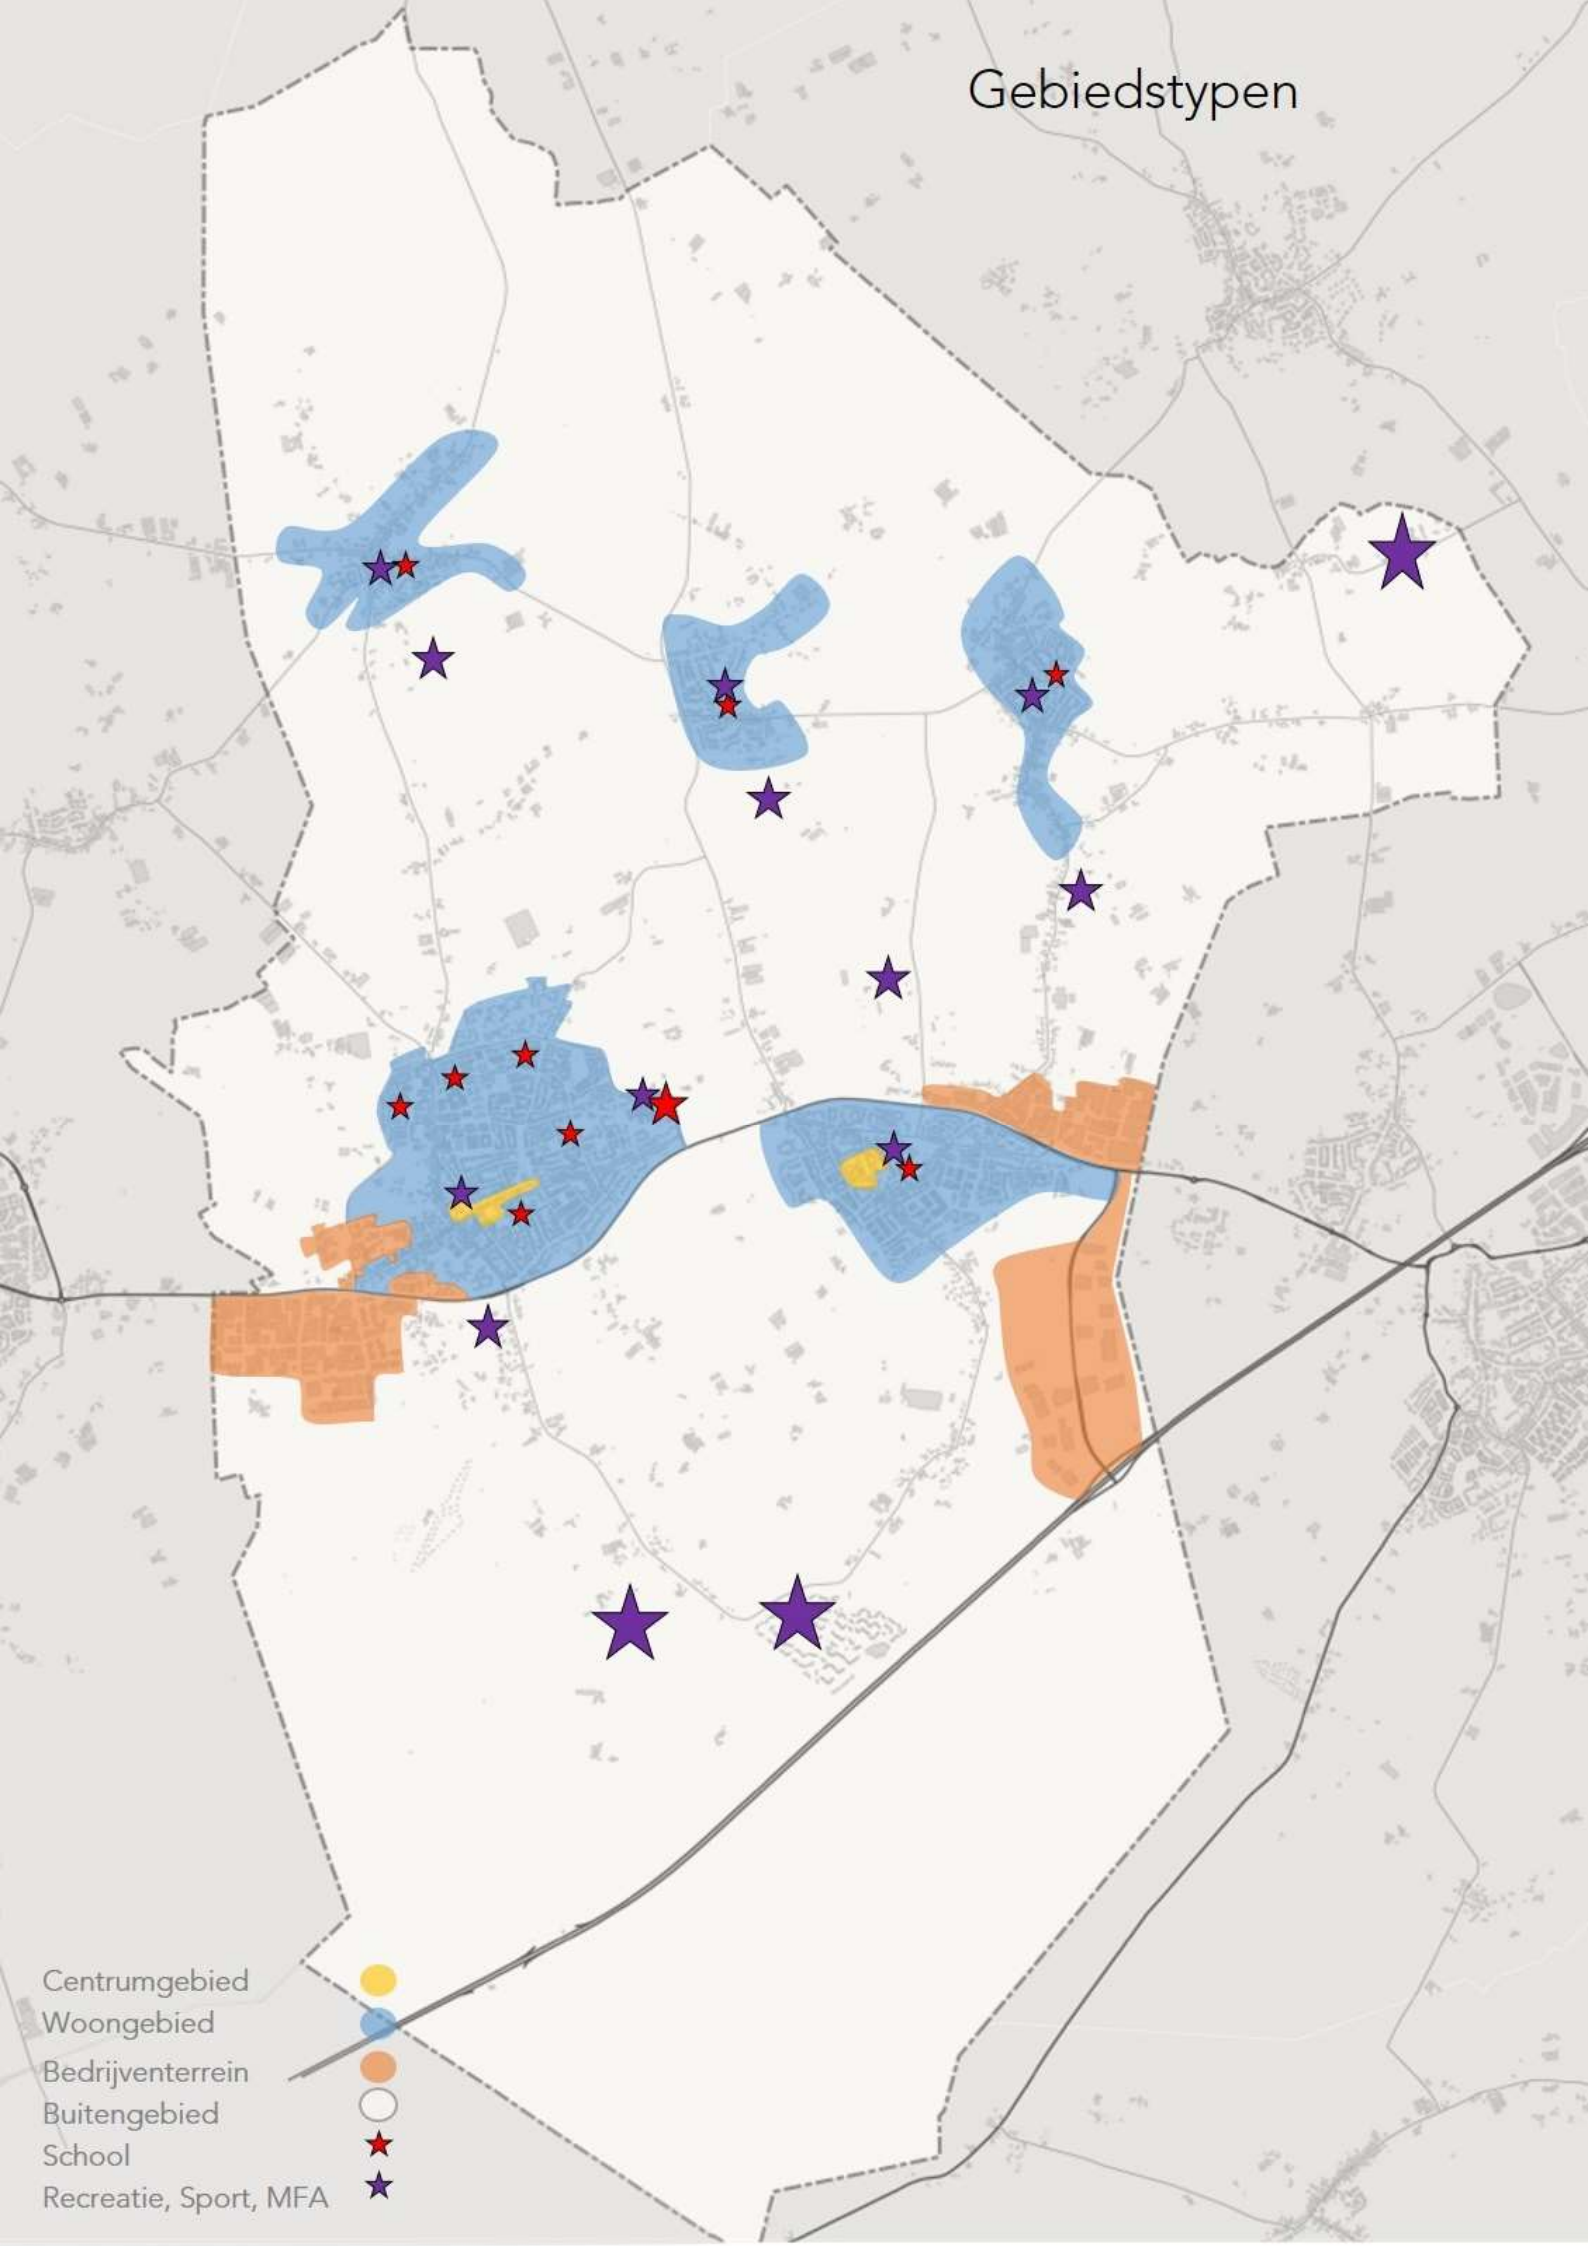 Gebiedstypen
Centrumgebied
Woongebied
Bedrijventerrein
Buitengebied
School
Recreatie, Sport, MFA